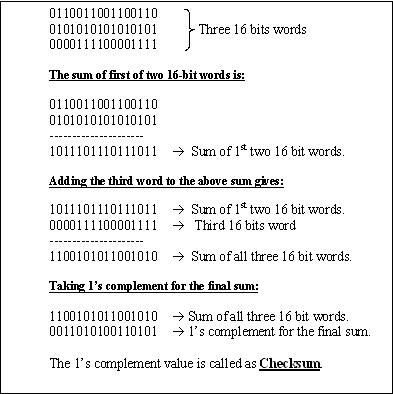 0110011001100110
0101010101010101 Three 16 bits words
0000111100001111
The sum of first of two 16-bit words is:
0110011001100110
0101010101010101
---------------------
1011101110111011 → Sum of 1st two 16 bit words.
Adding the third word to the above sum gives:
1011101110111011 → Sum of 1st two 16 bit words.
0000111100001111 → Third 16 bits word
---------------------
1100101011001010 → Sum of all three 16 bit words.
Taking 1's complement for the final sum:
1100101011001010 → Sum of all three 16 bit words.
0011010100110101 → 1's complement for the final sum.
The 1's complement value is called as Checksum.